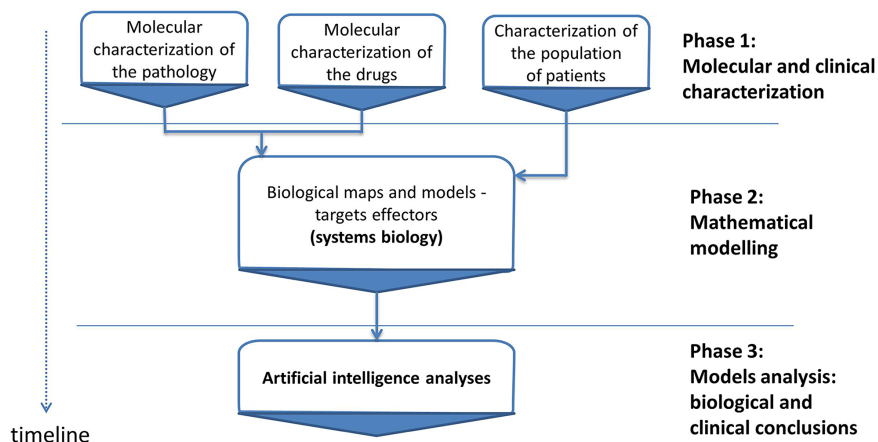 Molecular
characterization of
the pathology
Molecular
characterization of
the drugs
Characterization of
the population
of patients
Phase 1:
Molecular and clinical
characterization
Biological maps and models -
targets effectors
(systems biology)
Phase 2:
Mathematical
modelling
Artificial intelligence analyses
Phase 3:
Models analysis:
biological and
clinical conclusions
timeline